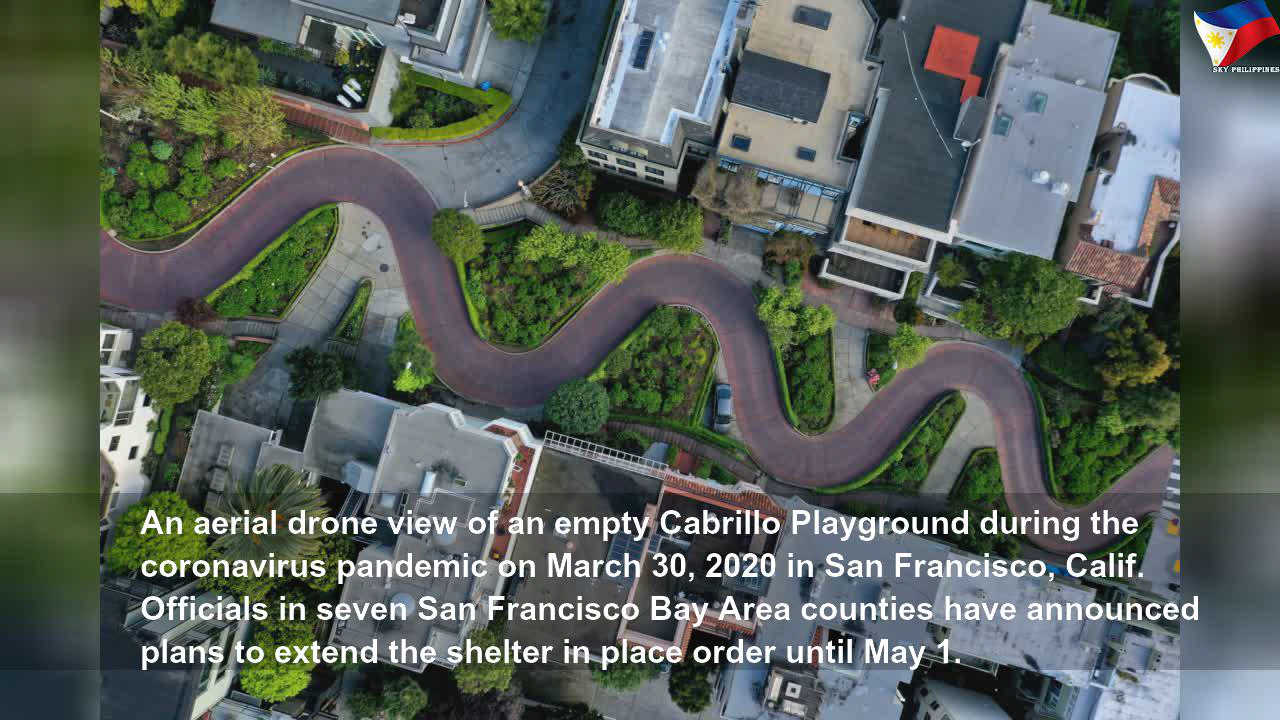 SKY PHILIPPINES
An aerial drone view of an empty Cabrillo Playground during the
coronavirus pandemic on March 30, 2020 in San Francisco, Calif.
Officials in seven San Francisco Bay Area counties have announced
plans to extend the shelter in place order until May 1.